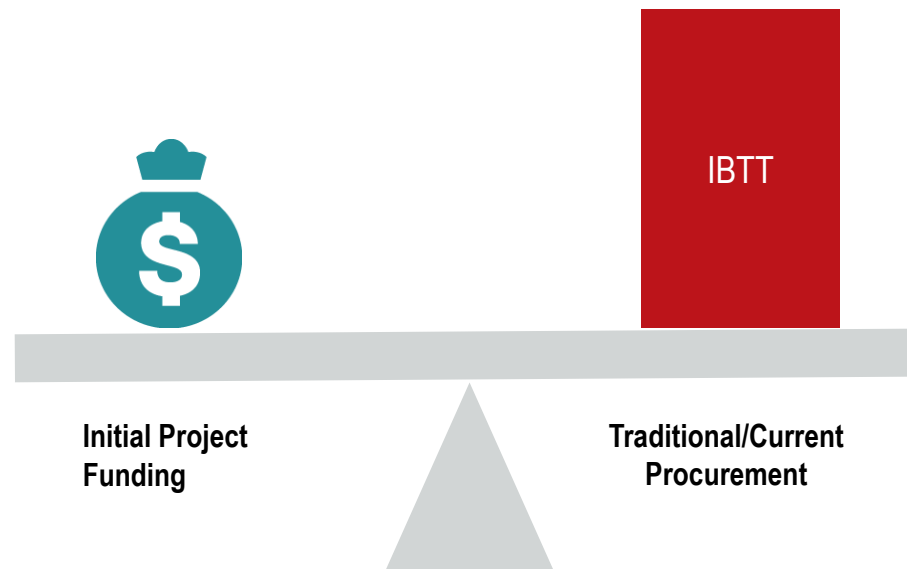 $
IBTT
Initial Project
Funding
Traditional/Current
Procurement